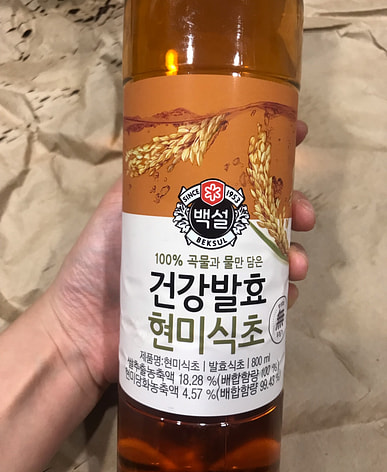 SINCE 1953
백설
BEKSUL
100% 곡물과 물만 담은
건강발효
현미식초
제품명:현미식초 | 발효식초 | 800 ml
쌀추출농축액 18.28 %(배합함량 100 %),
현미당화농축액 4.57 %(배합함량 99.43 %)